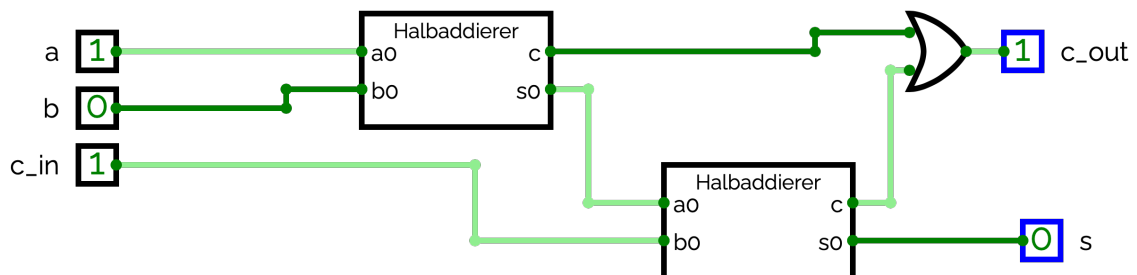 Halbaddierer
a 1 a0 c 1 c_out
b 0 b0 s0
c_in 1
Halbaddierer
a0 c
b0 s0 0 s